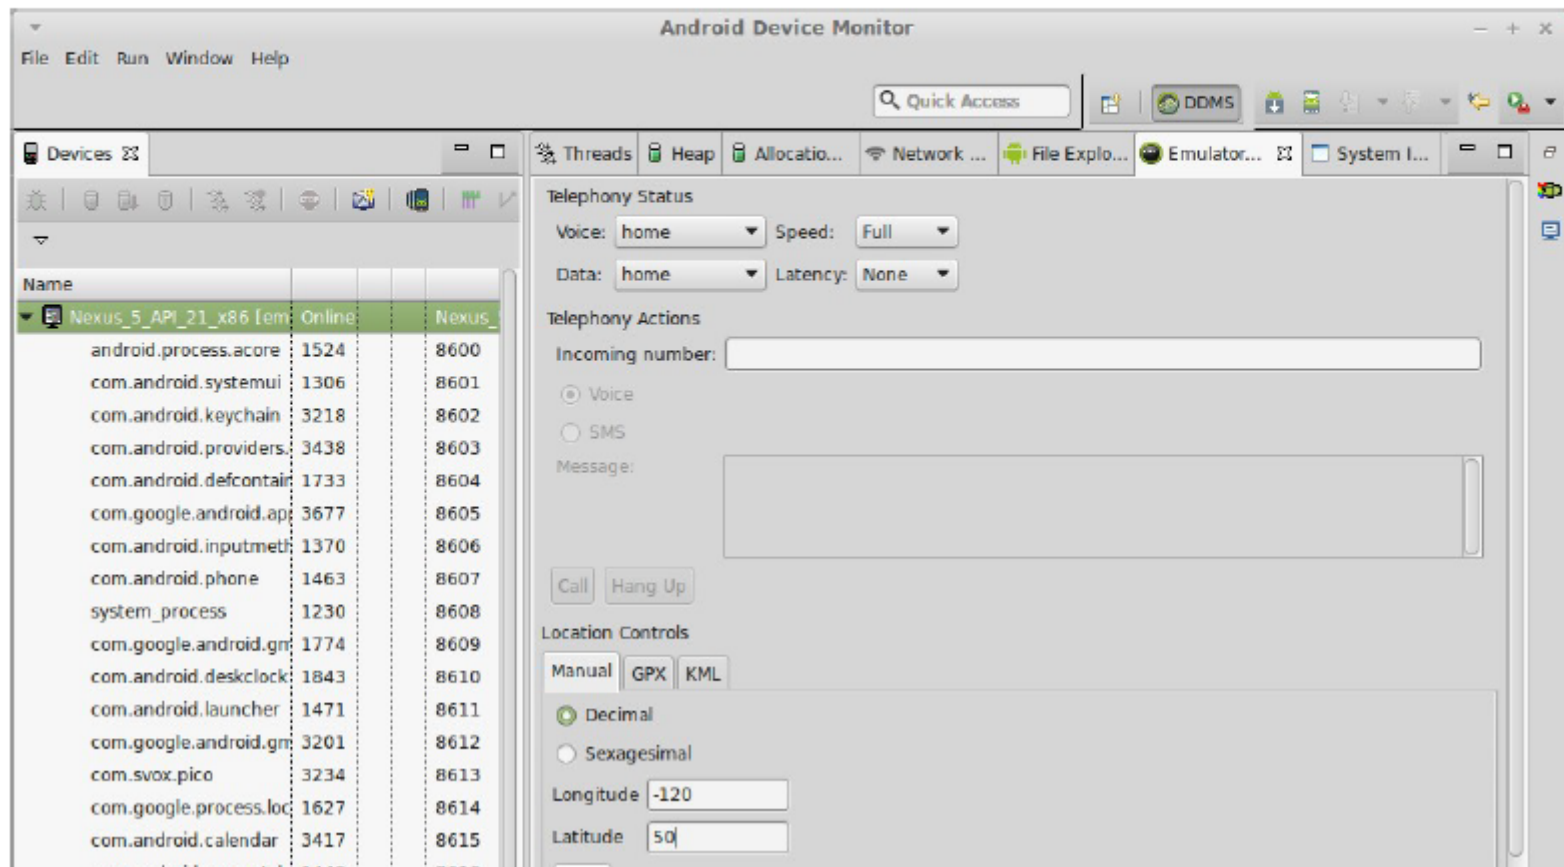 Android Device Monitor
File Edit Run Window Help
Quick Access
DDMS
Devices
Threads Heap Allocatio... Network ... File Explo... Emulator... System I...
Name
Nexus_5_API_21_x86 [em Online Nexus_
android.process.acore 1524 8600
com.android.systemui 1306 8601
com.android.keychain 3218 8602
com.android.providers. 3438 8603
com.android.defcontair 1733 8604
com.google.android.ap 3677 8605
com.android.inputmeth 1370 8606
com.android.phone 1463 8607
system_process 1230 8608
com.google.android.gm 1774 8609
com.android.deskclock 1843 8610
com.android.launcher 1471 8611
com.google.android.gm 3201 8612
com.svox.pico 3234 8613
com.google.process.loc 1627 8614
com.android.calendar 3417 8615
Telephony Status
Voice: home Speed: Full
Data: home Latency: None
Telephony Actions
Incoming number:
Voice
SMS
Message:
Call Hang Up
Location Controls
Manual GPX KML
Decimal
Sexagesimal
Longitude -120
Latitude 50